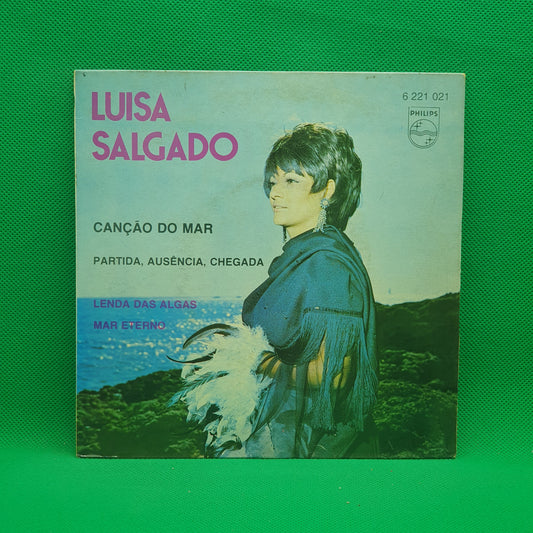 6 221 021
PHILIPS
LUISA
SALGADO
CANÇÃO DO MAR
PARTIDA, AUSÊNCIA, CHEGADA
LENDA DAS ALGAS
MAR ETERNO